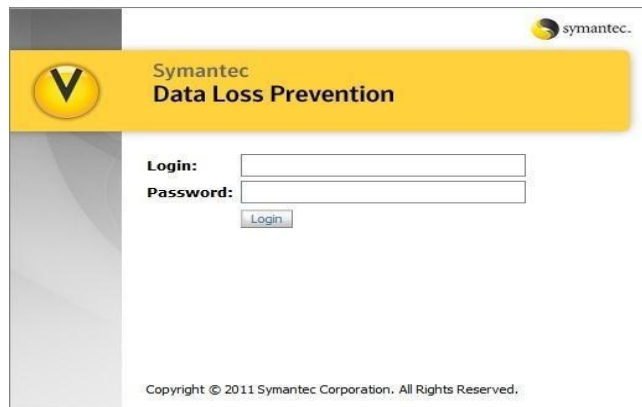 symantec.
Symantec
Data Loss Prevention
Login:
Password:
Login
Copyright © 2011 Symantec Corporation. All Rights Reserved.